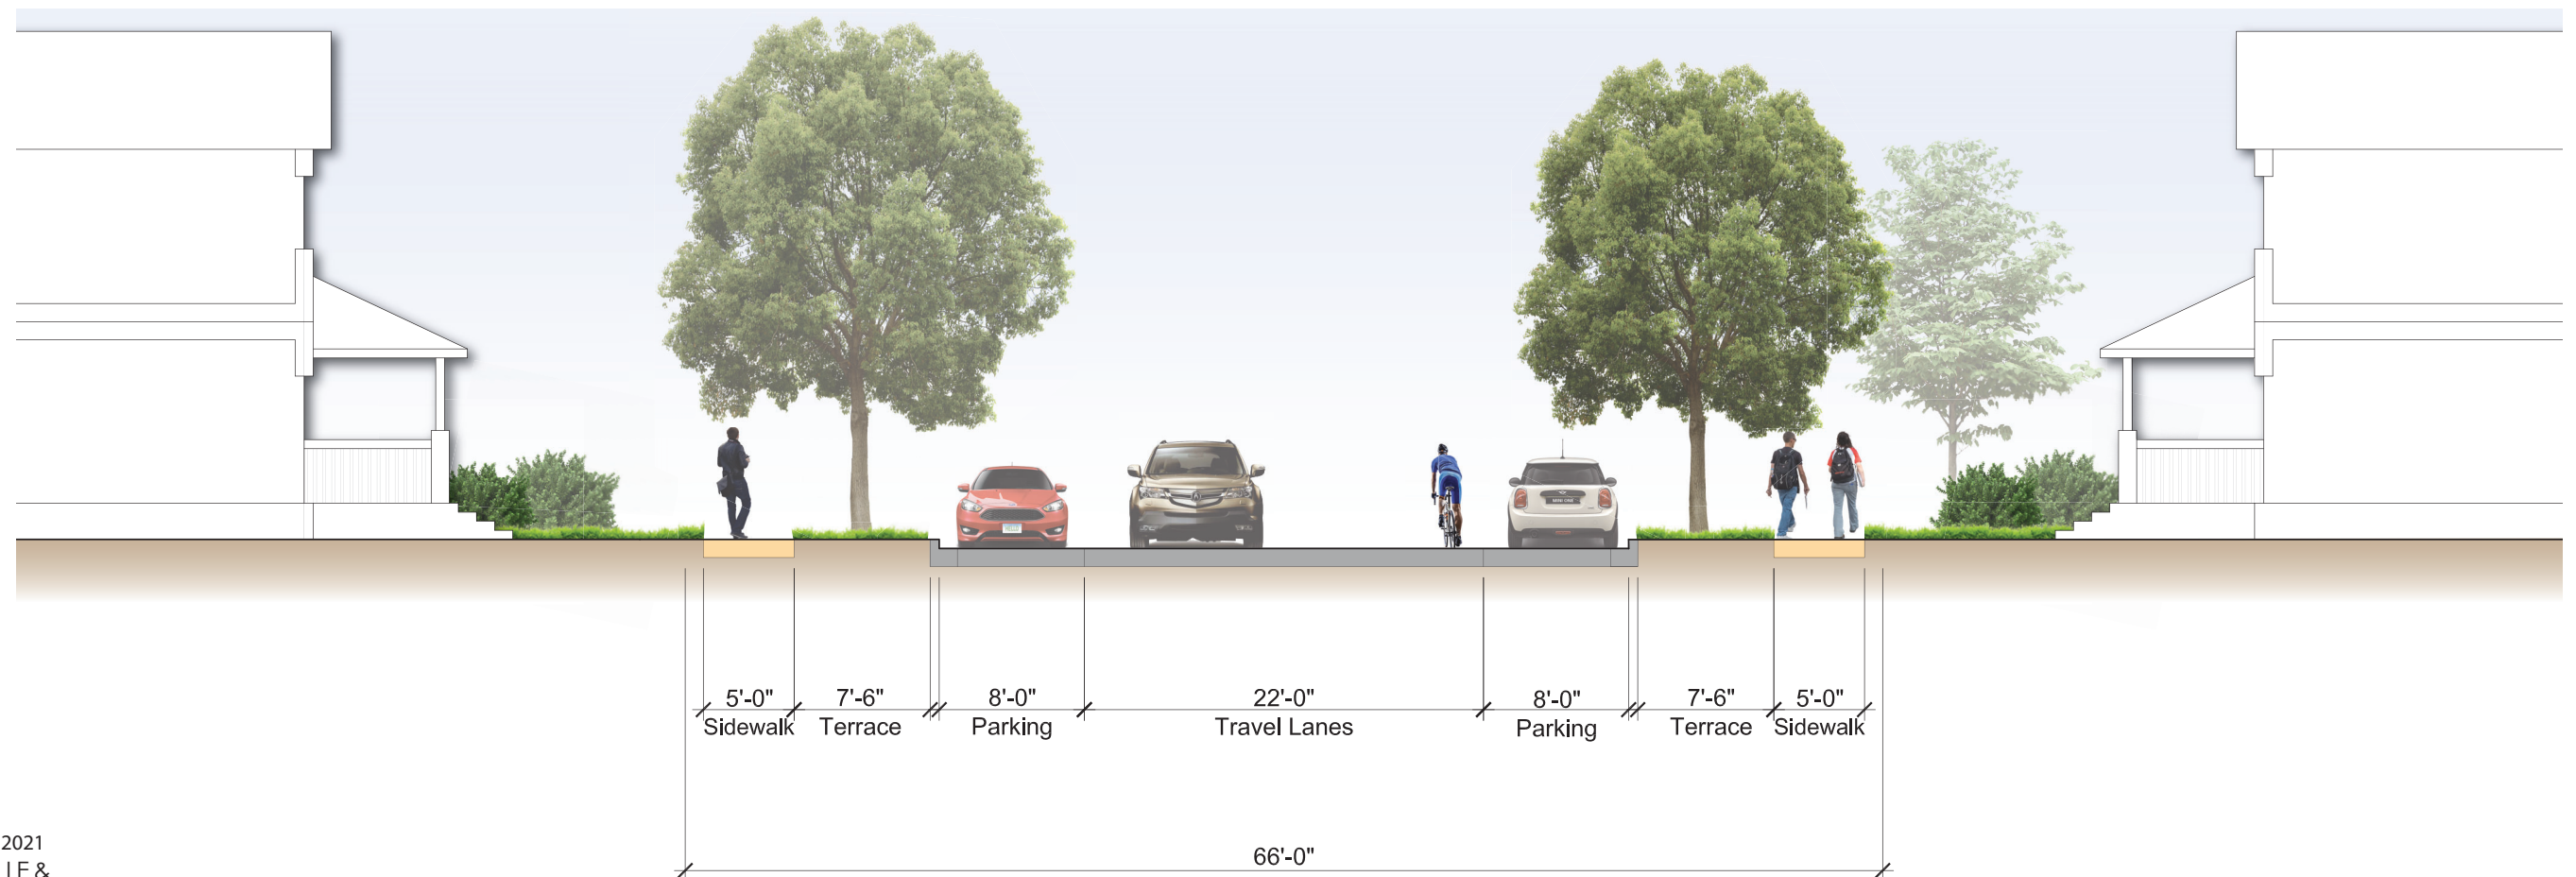 5'-0"
Sidewalk
7'-6"
Terrace
8'-0"
Parking
22'-0"
Travel Lanes
8'-0"
Parking
7'-6"
Terrace
5'-0"
Sidewalk
66'-0"
2021